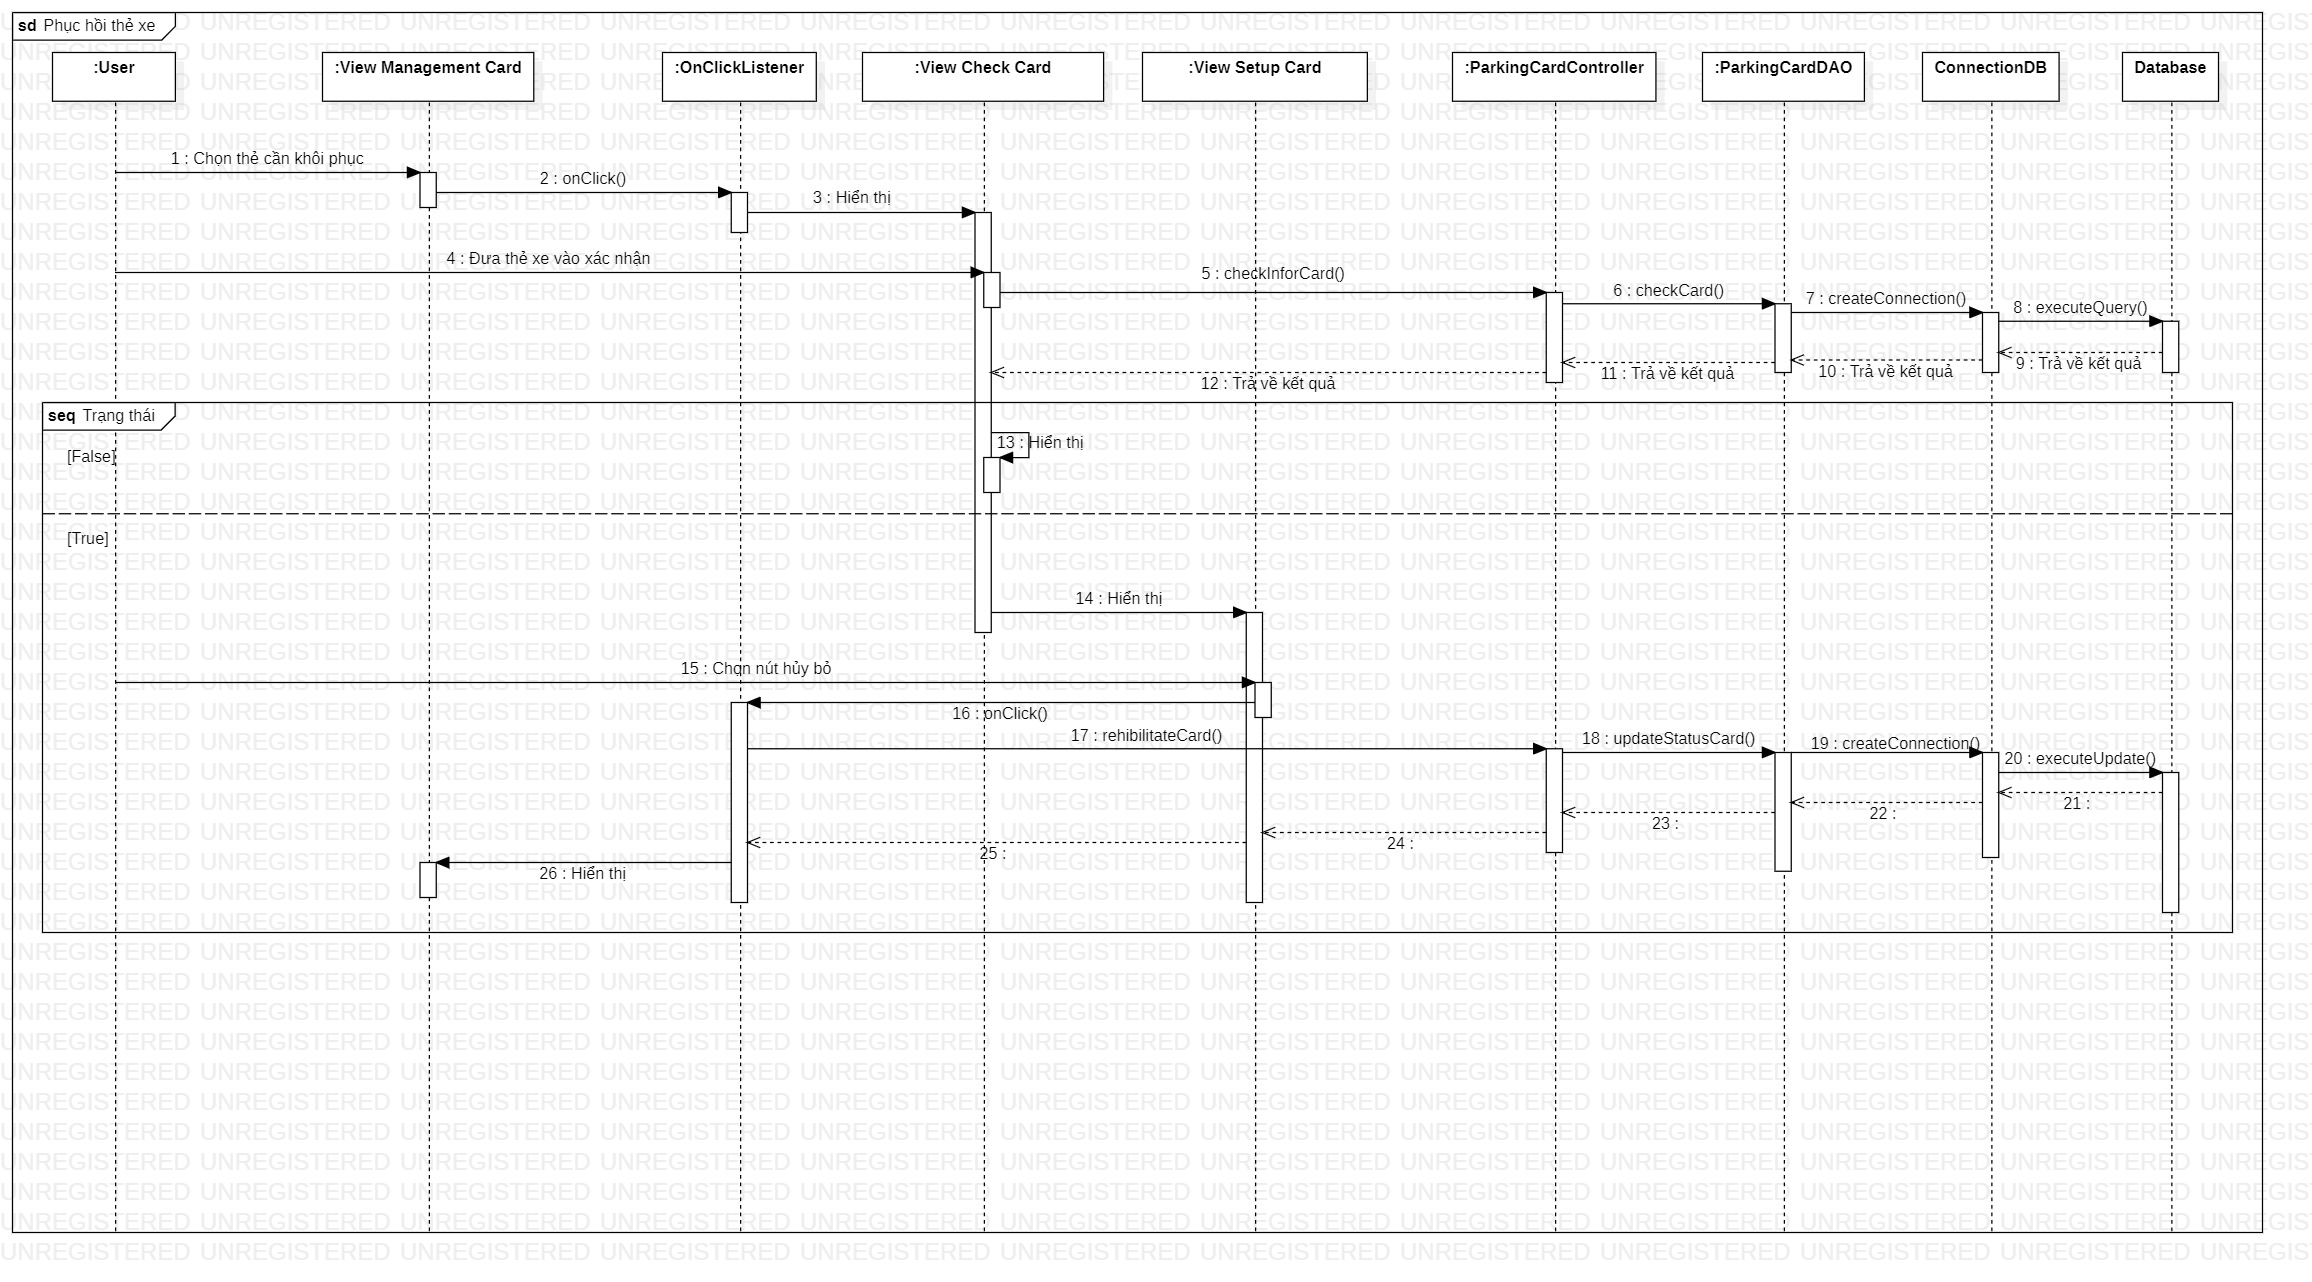 sd Phục hồi thẻ xe
:User
:View Management Card
:OnClickListener
:View Check Card
:View Setup Card
:ParkingCardController
:ParkingCardDAO
ConnectionDB
Database
1 : Chọn thẻ cần khôi phục
2 : onClick()
3 : Hiển thị
4 : Đưa thẻ xe vào xác nhận
5 : checkInforCard()
6 : checkCard()
7 : createConnection()
8 : executeQuery()
9 : Trả về kết quả
10 : Trả về kết quả
11 : Trả về kết quả
12 : Trả về kết quả
seq Trạng thái
[False]
13 : Hiển thị
[True]
14 : Hiển thị
15 : Chọn nút hủy bỏ
16 : onClick()
17 : rehibilitateCard()
18 : updateStatusCard()
19 : createConnection()
20 : executeUpdate()
21 :
22 :
23 :
24 :
25 :
26 : Hiển thị
UNREGISTERED